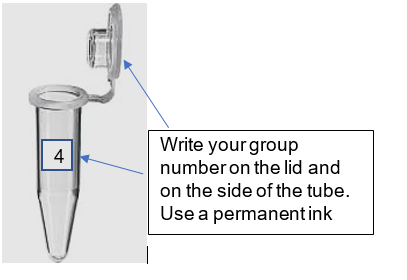 4
Write your group
number on the lid and
on the side of the tube.
Use a permanent ink